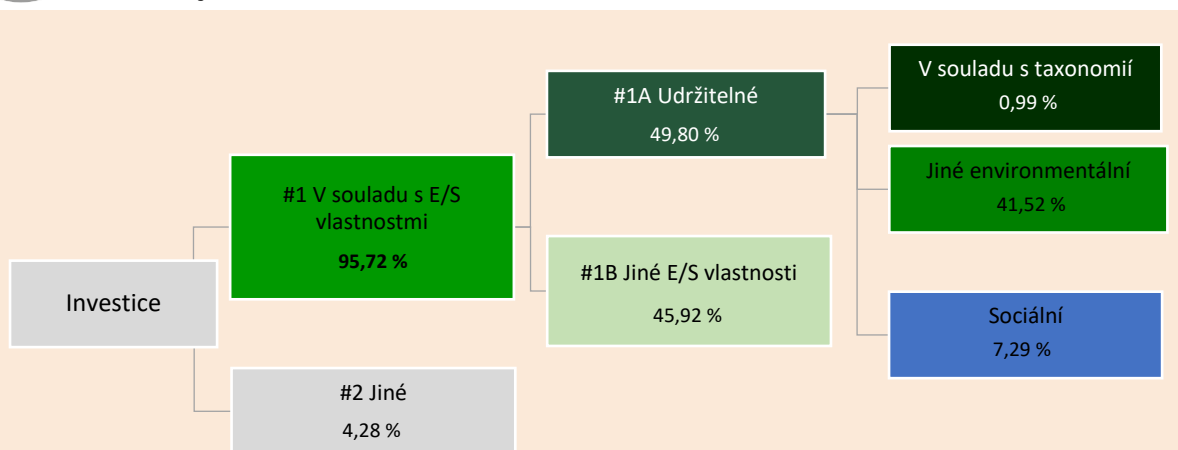 Investice
#1 V souladu s E/S
vlastnostmi
95,72 %
#2 Jiné
4,28 %
#1A Udržitelné
49,80 %
#1B Jiné E/S vlastnosti
45,92 %
V souladu s taxonomií
0,99 %
Jiné environmentální
41,52 %
Sociální
7,29 %